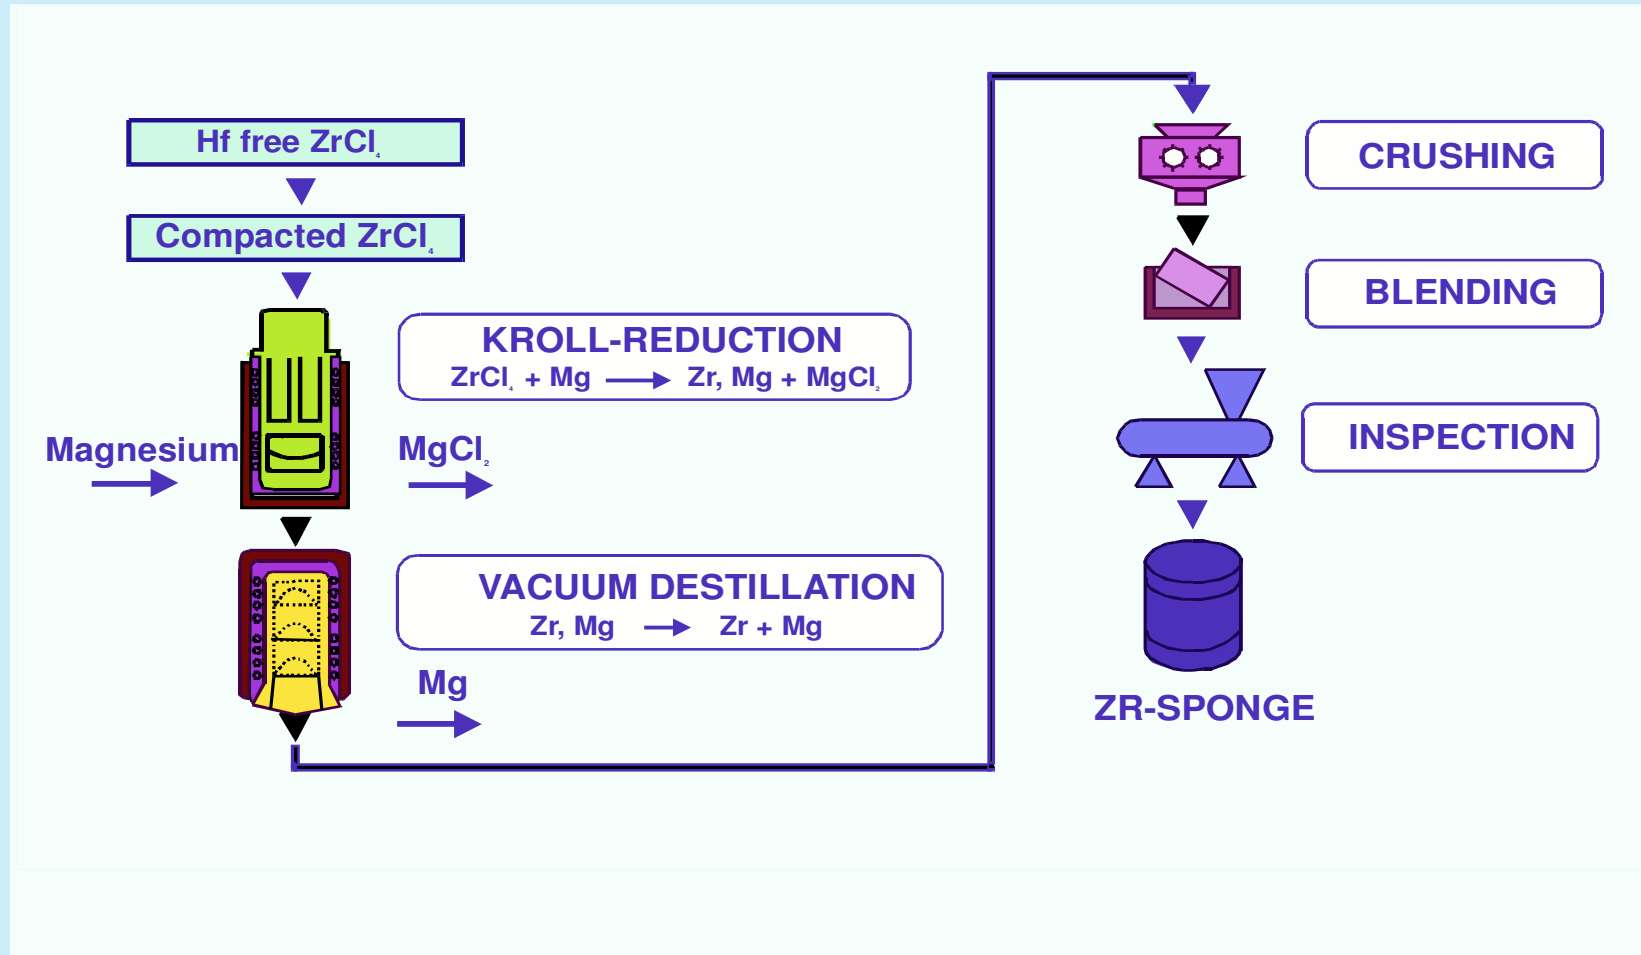 Hf free ZrCl₄
Compacted ZrCl₄
KROLL-REDUCTION
ZrCl₄ + Mg ⟶ Zr, Mg + MgCl₂
Magnesium
MgCl₂
VACUUM DESTILLATION
Zr, Mg ⟶ Zr + Mg
Mg
CRUSHING
BLENDING
INSPECTION
ZR-SPONGE